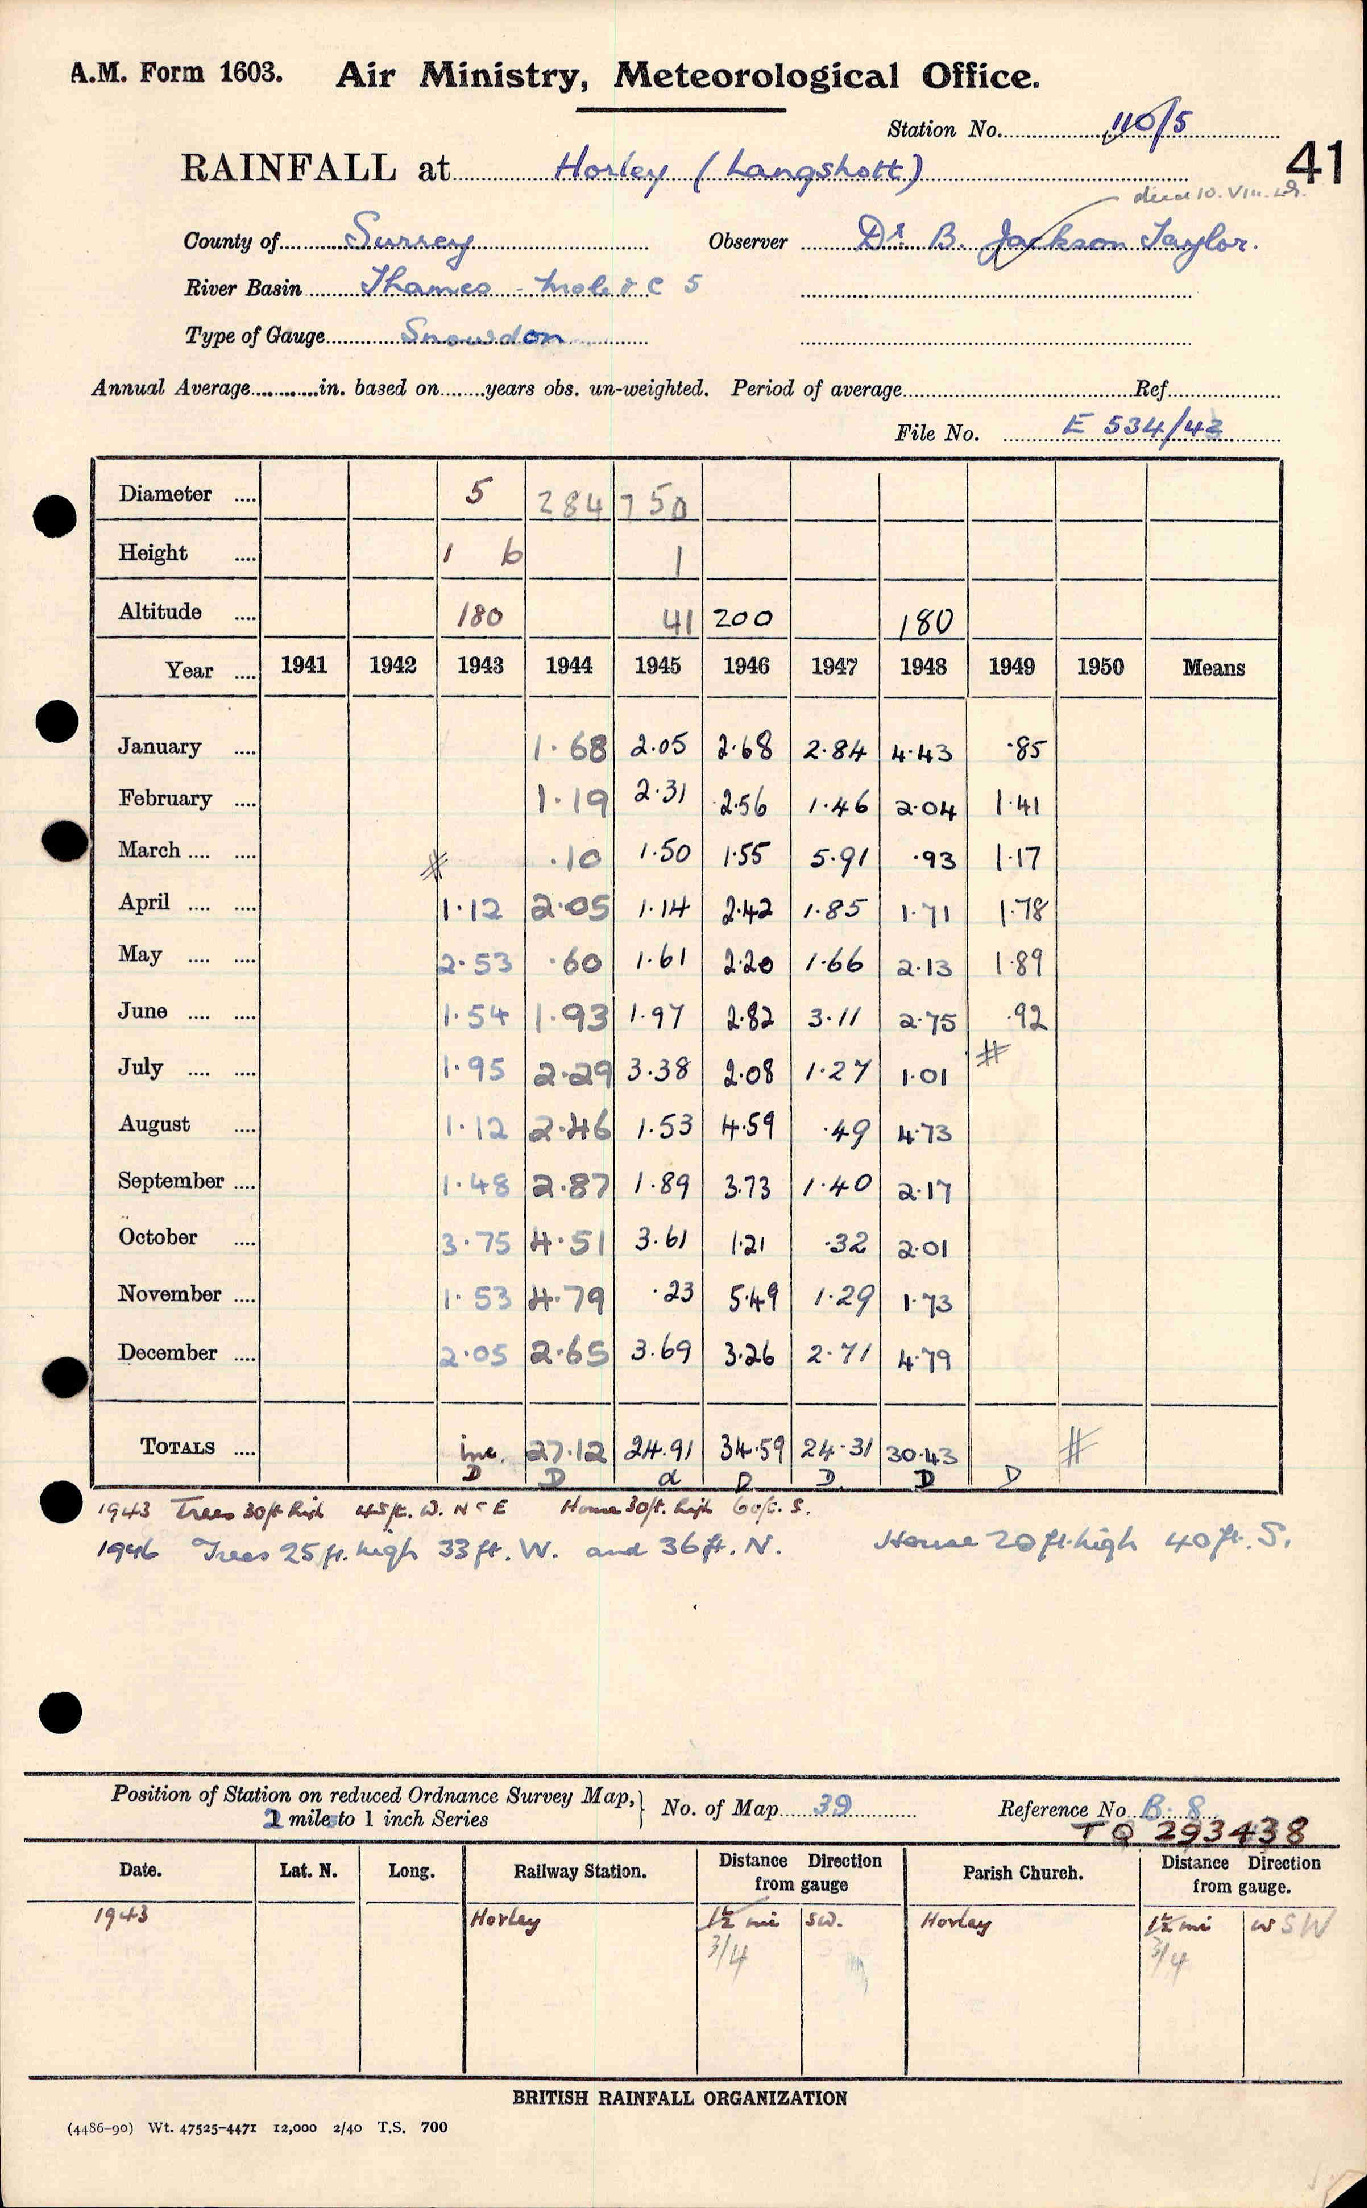 A.M. Form 1603. Air Ministry, Meteorological Office.
Station No. 110/5
RAINFALL at Horley (Langshott) 41
died 10. VIII.
County of Surrey Observer Dr. B. Jackson Taylor.
River Basin Thames - Mole C 5
Type of Gauge Snowdon
Annual Average in. based on years obs. un-weighted. Period of average Ref.
File No. E 534/43
Diameter 5 284750
Height 1 6 1
Altitude 180 41 200 180
Year 1941 1942 1943 1944 1945 1946 1947 1948 1949 1950 Means
January 1.68 2.05 2.68 2.84 4.43 .85
February 1.19 2.31 2.56 1.46 2.04 1.41
March # .10 1.50 1.55 5.91 .93 1.17
April 1.12 2.05 1.14 2.42 1.85 1.71 1.78
May 2.53 .60 1.61 2.20 1.66 2.13 1.89
June 1.54 1.93 1.97 2.82 3.11 2.75 .92
July 1.95 2.29 3.38 2.08 1.27 1.01 #
August 1.12 2.46 1.53 4.59 .49 4.73
September 1.48 2.87 1.89 3.73 1.40 2.17
October 3.75 4.51 3.61 1.21 .32 2.01
November 1.53 4.79 .23 5.49 1.29 1.73
December 2.05 2.65 3.69 3.26 2.71 4.79
TOTALS inc. 27.12 24.91 34.59 24.31 30.43 #
D D d D D D D
1943 Trees 30ft high 45ft. W. N & E House 30ft. high 60ft. S.
1946 Trees 25 ft. high 33 ft. W. and 36 ft. N. House 20 ft. high 40 ft. S.
Position of Station on reduced Ordnance Survey Map, No. of Map 39 Reference No B. 8.
2 miles to 1 inch Series TQ 293438
Date. Lat. N. Long. Railway Station. Distance from gauge Direction Parish Church. Distance from gauge. Direction
1943 Horley 1½ mi SW. Horley 1½ mi W SW
3/4 3/4
BRITISH RAINFALL ORGANIZATION
(4486-90) Wt. 47525-4471 12,000 2/40 T.S. 700